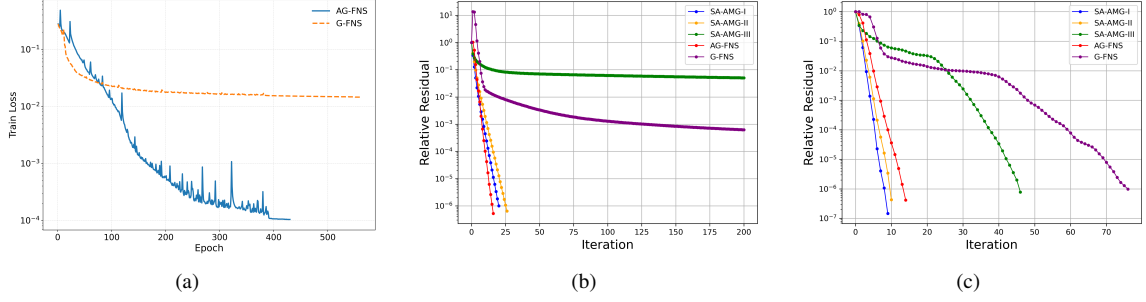 AG-FNS
G-FNS
10⁻¹
10⁻²
10⁻³
10⁻⁴
Train Loss
0 100 200 300 400 500
Epoch
(a)
SA-AMG-I
SA-AMG-II
SA-AMG-III
AG-FNS
G-FNS
10¹
10⁰
10⁻¹
10⁻²
10⁻³
10⁻⁴
10⁻⁵
10⁻⁶
Relative Residual
0 25 50 75 100 125 150 175 200
Iteration
(b)
SA-AMG-I
SA-AMG-II
SA-AMG-III
AG-FNS
G-FNS
10⁰
10⁻¹
10⁻²
10⁻³
10⁻⁴
10⁻⁵
10⁻⁶
10⁻⁷
Relative Residual
0 10 20 30 40 50 60 70
Iteration
(c)